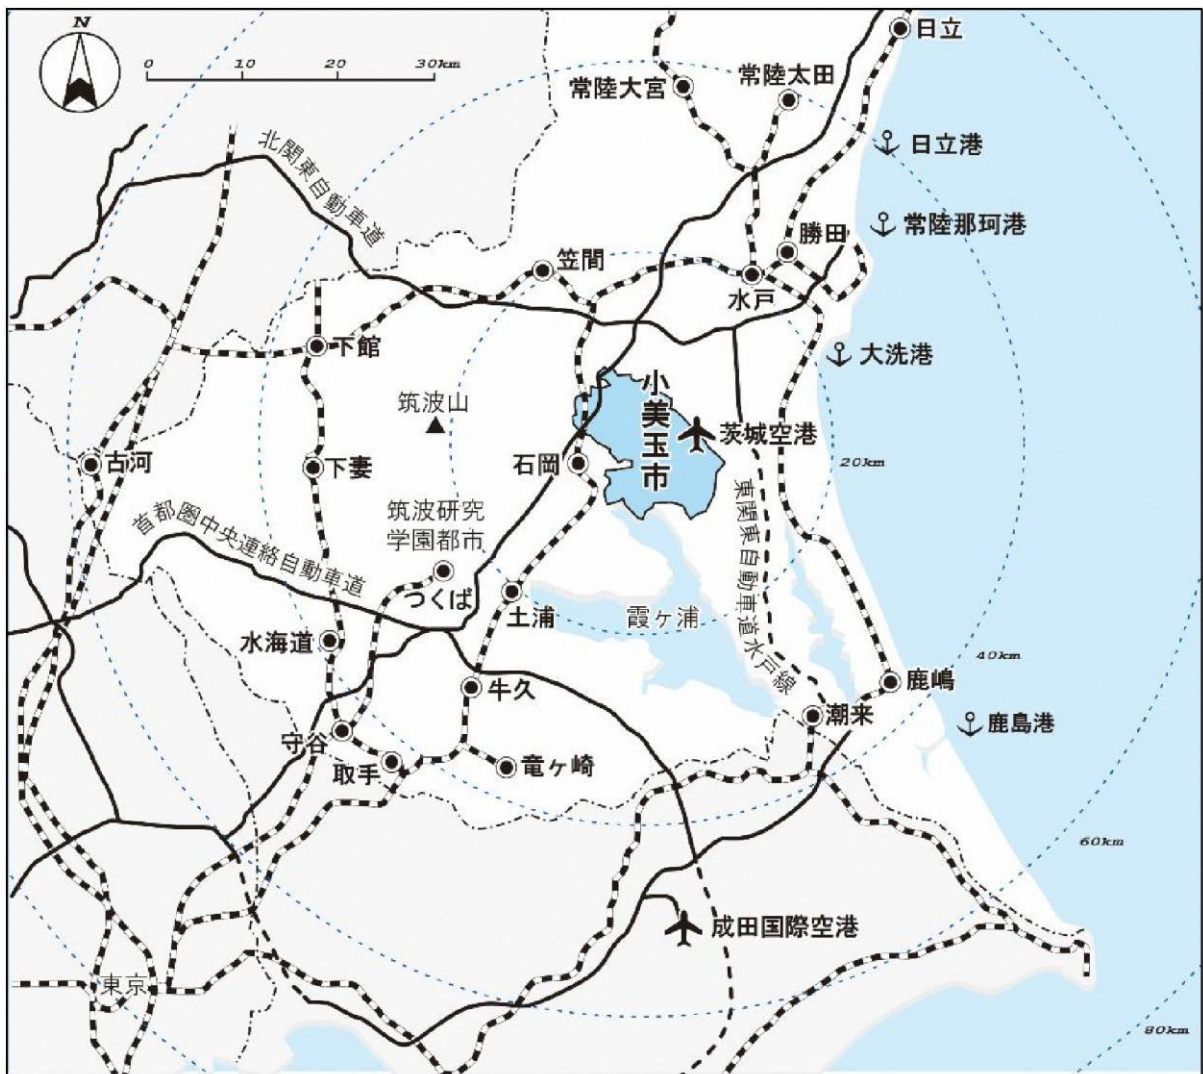 N
0 10 20 30km
日立
常陸大宮
常陸太田
日立港
北関東自動車道
常陸那珂港
勝田
笠間
水戸
下館
大洗港
小美玉市
筑波山
茨城空港
古河
下妻
石岡
20km
首都圏中央連絡自動車道
筑波研究
学園都市
東関東自動車道水戸線
つくば
土浦
霞ヶ浦
水海道
40km
牛久
鹿嶋
潮来
鹿島港
守谷
取手
竜ヶ崎
60km
成田国際空港
東京
80km